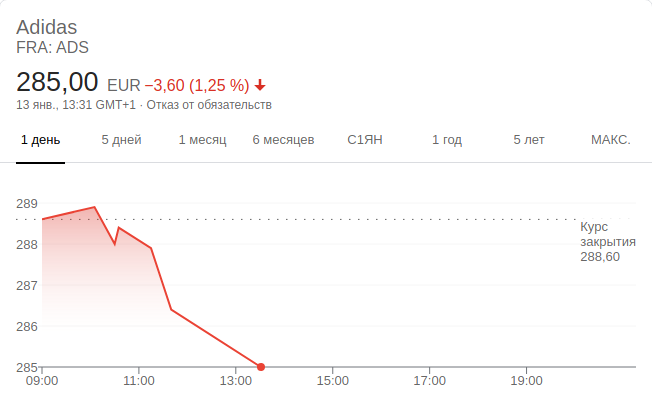 Adidas
FRA: ADS
285,00 EUR −3,60 (1,25 %)
13 янв., 13:31 GMT+1 · Отказ от обязательств
1 день 5 дней 1 месяц 6 месяцев С1ЯН 1 год 5 лет МАКС.
289
288
287
286
285
Курс
закрытия
288,60
09:00 11:00 13:00 15:00 17:00 19:00